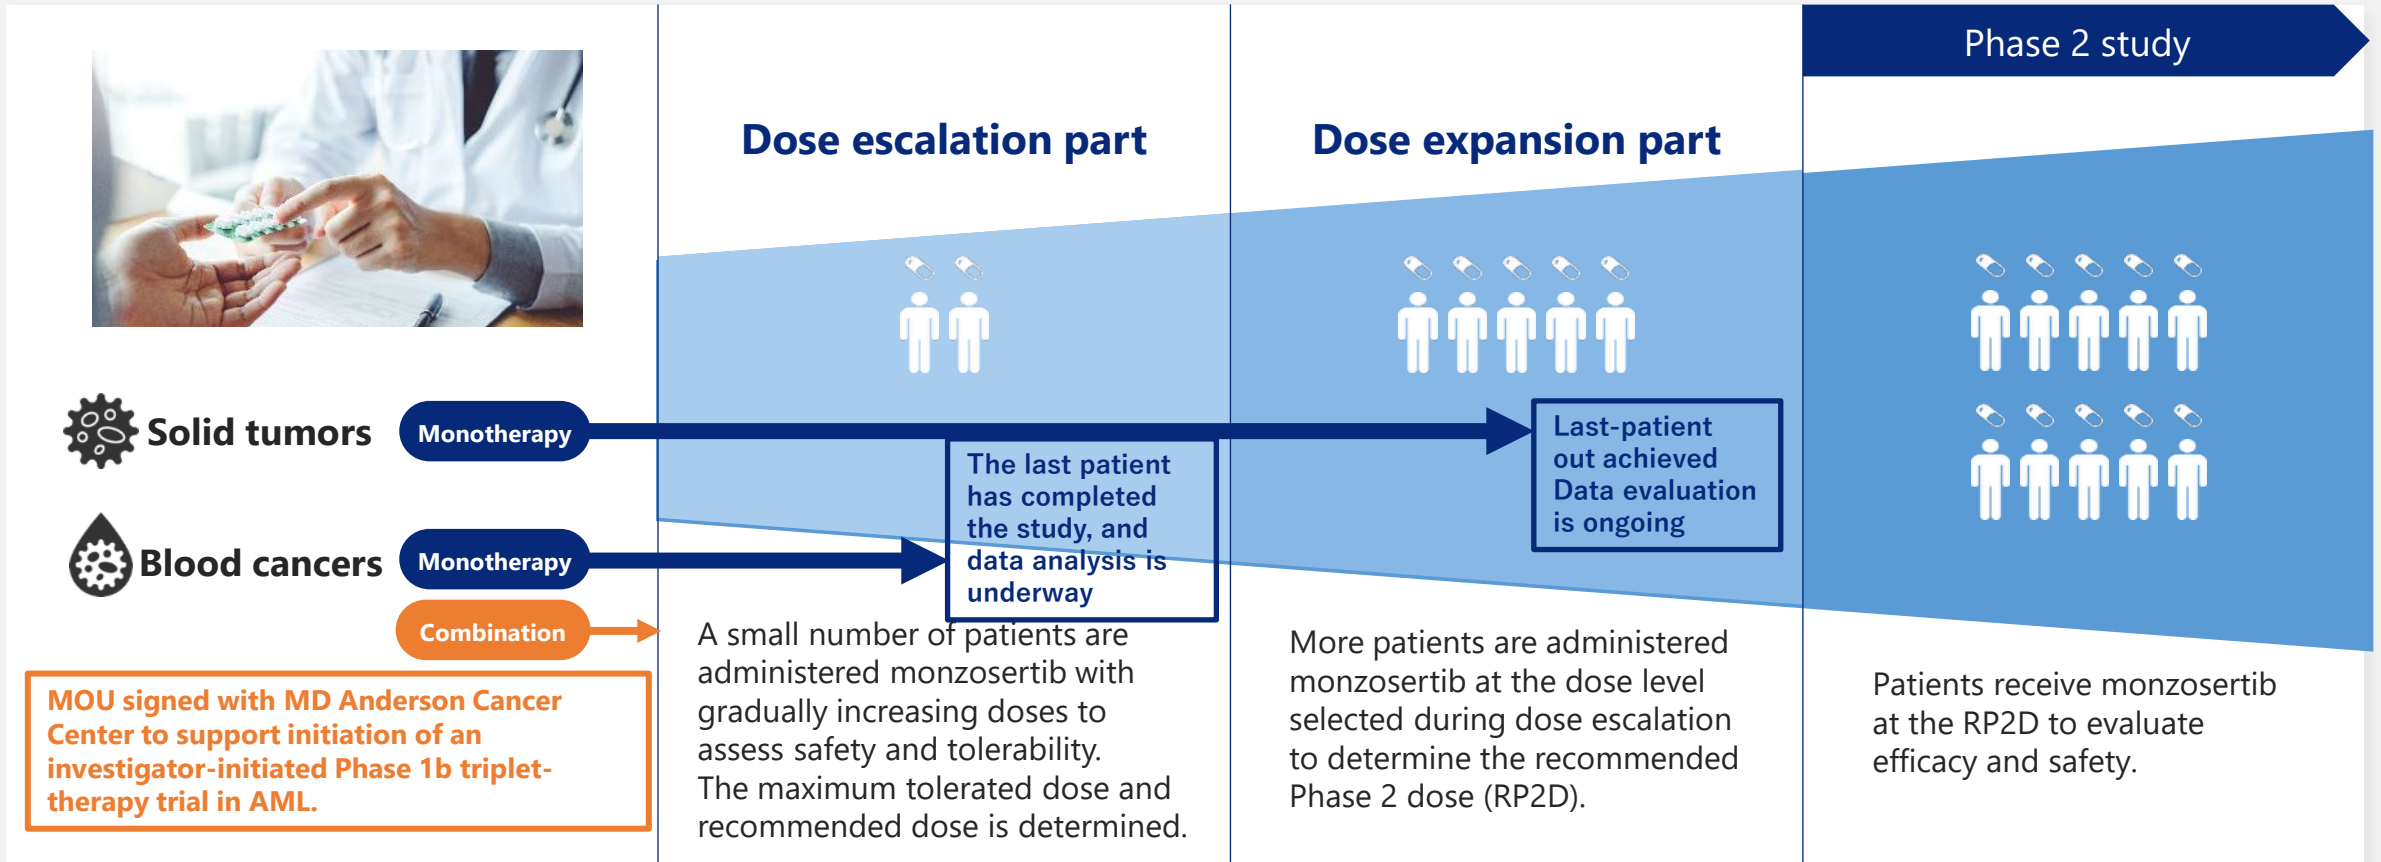 Phase 2 study
Dose escalation part
Dose expansion part
Solid tumors
Monotherapy
Last-patient
out achieved
Data evaluation
is ongoing
The last patient
has completed
the study, and
data analysis is
underway
Blood cancers
Monotherapy
Combination
MOU signed with MD Anderson Cancer
Center to support initiation of an
investigator-initiated Phase 1b triplet-
therapy trial in AML.
A small number of patients are
administered monzosertib with
gradually increasing doses to
assess safety and tolerability.
The maximum tolerated dose and
recommended dose is determined.
More patients are administered
monzosertib at the dose level
selected during dose escalation
to determine the recommended
Phase 2 dose (RP2D).
Patients receive monzosertib
at the RP2D to evaluate
efficacy and safety.